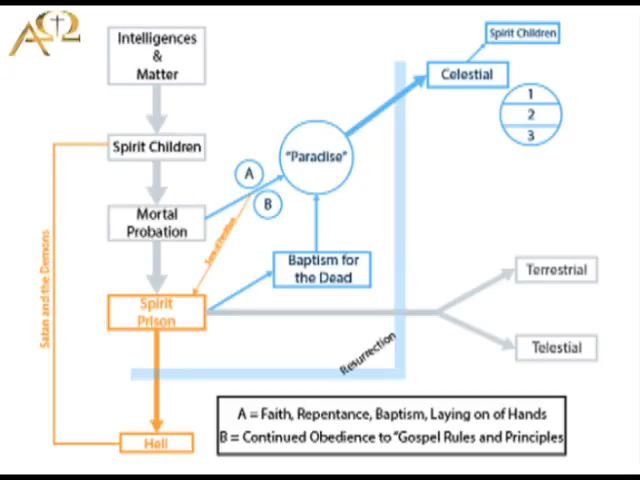 AΩ
Intelligences
&
Matter
Spirit Children
Spirit Children
Celestial
1
2
3
"Paradise"
A
B
Mortal
Probation
Baptism for
the Dead
Satan and the Demons
Spirit
Prison
Terrestrial
Telestial
Resurrection
Hell
A = Faith, Repentance, Baptism, Laying on of Hands
B = Continued Obedience to "Gospel Rules and Principles